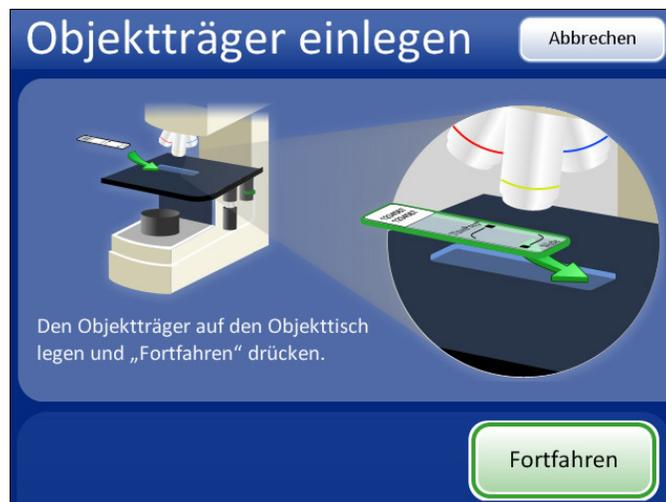 Objektträger einlegen
Abbrechen
Den Objektträger auf den Objekttisch
legen und „Fortfahren“ drücken.
Fortfahren